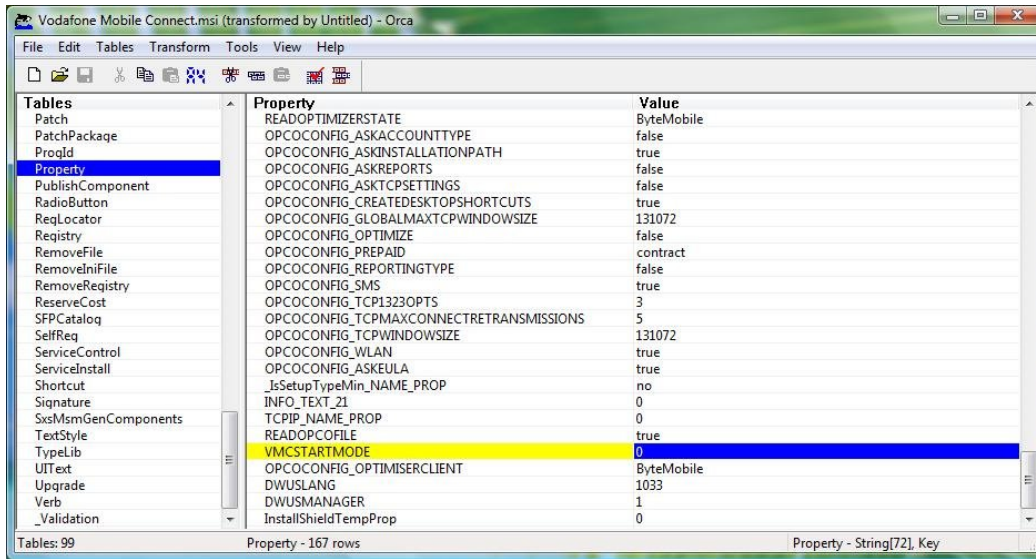 Vodafone Mobile Connect.msi (transformed by Untitled) - Orca
File Edit Tables Transform Tools View Help
Tables Property Value
Patch READOPTIMIZERSTATE ByteMobile
PatchPackage OPCOCONFIG_ASKACCOUNTTYPE false
ProgId OPCOCONFIG_ASKINSTALLATIONPATH true
Property OPCOCONFIG_ASKREPORTS false
PublishComponent OPCOCONFIG_ASKTCPSETTINGS false
RadioButton OPCOCONFIG_CREATEDESKTOPSHORTCUTS true
RegLocator OPCOCONFIG_GLOBALMAXTCPWINDOWSIZE 131072
Registry OPCOCONFIG_OPTIMIZE false
RemoveFile OPCOCONFIG_PREPAID contract
RemoveIniFile OPCOCONFIG_REPORTINGTYPE false
RemoveRegistry OPCOCONFIG_SMS true
ReserveCost OPCOCONFIG_TCP1323OPTS 3
SFPCatalog OPCOCONFIG_TCPMAXCONNECTRETRANSMISSIONS 5
SelfReg OPCOCONFIG_TCPWINDOWSIZE 131072
ServiceControl OPCOCONFIG_WLAN true
ServiceInstall OPCOCONFIG_ASKEULA true
Shortcut _IsSetupTypeMin_NAME_PROP no
Signature INFO_TEXT_21 0
SxsMsmGenComponents TCPIP_NAME_PROP 0
TextStyle READOPCOFILE true
TypeLib VMCSTARTMODE 0
UIText OPCOCONFIG_OPTIMISERCLIENT ByteMobile
Upgrade DWUSLANG 1033
Verb DWUSMANAGER 1
_Validation InstallShieldTempProp 0
Tables: 99 Property - 167 rows Property - String[72], Key